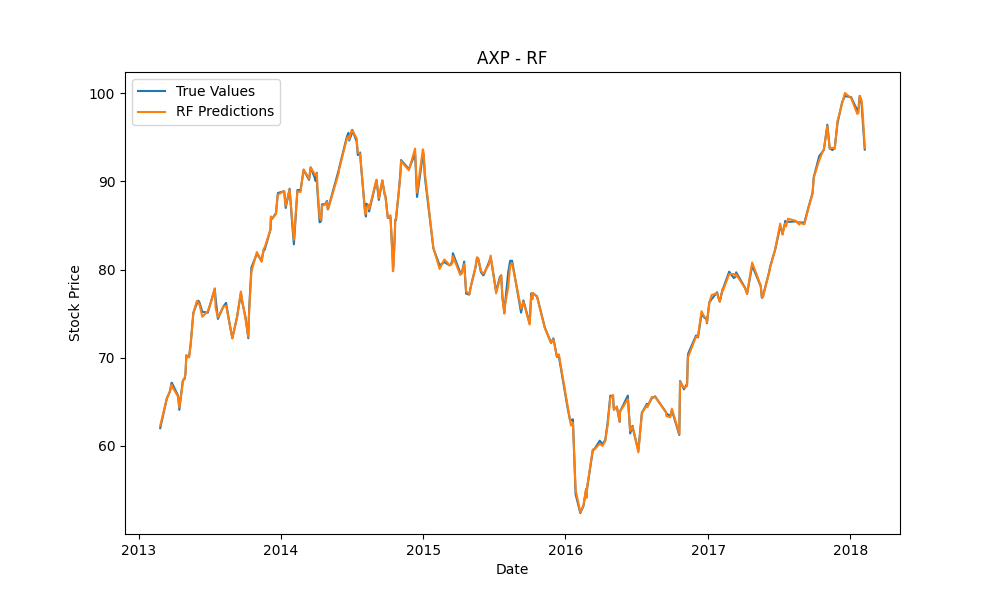 AXP - RF
True Values
RF Predictions
100
90
80
70
60
Stock Price
2013 2014 2015 2016 2017 2018
Date